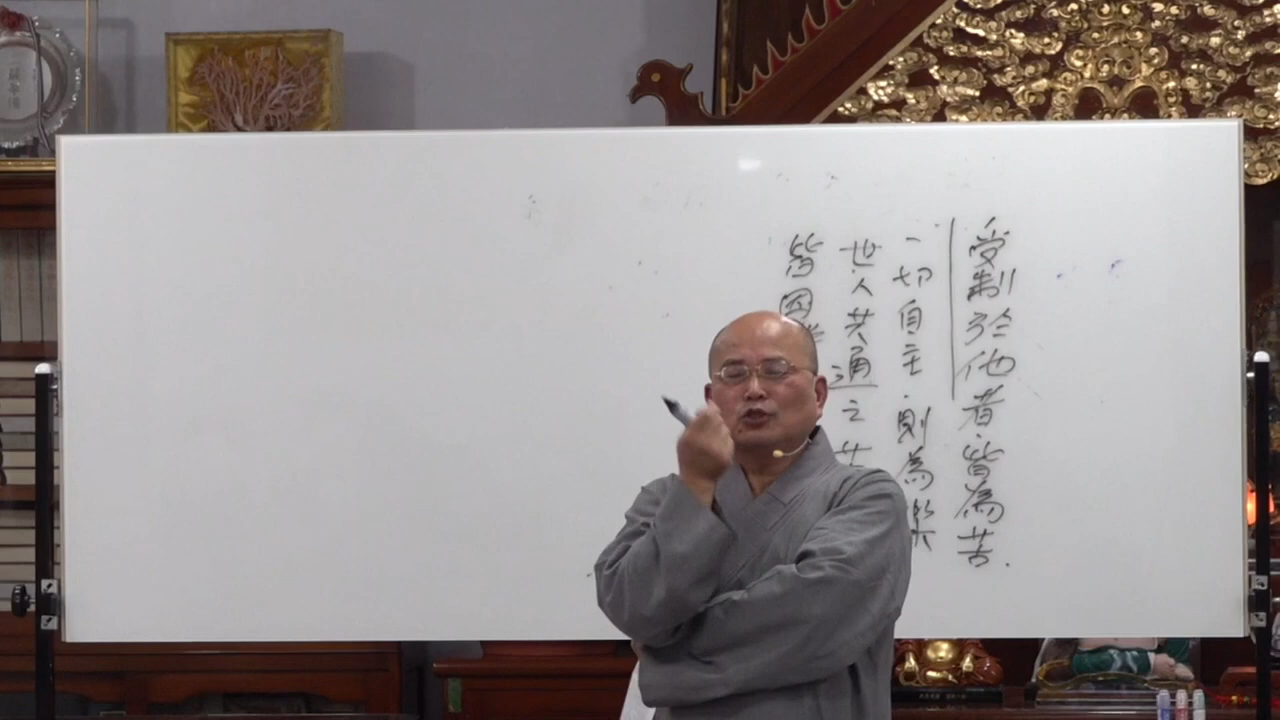 受制於他者皆為苦.
一切自主.則為樂
世人共通之
皆因